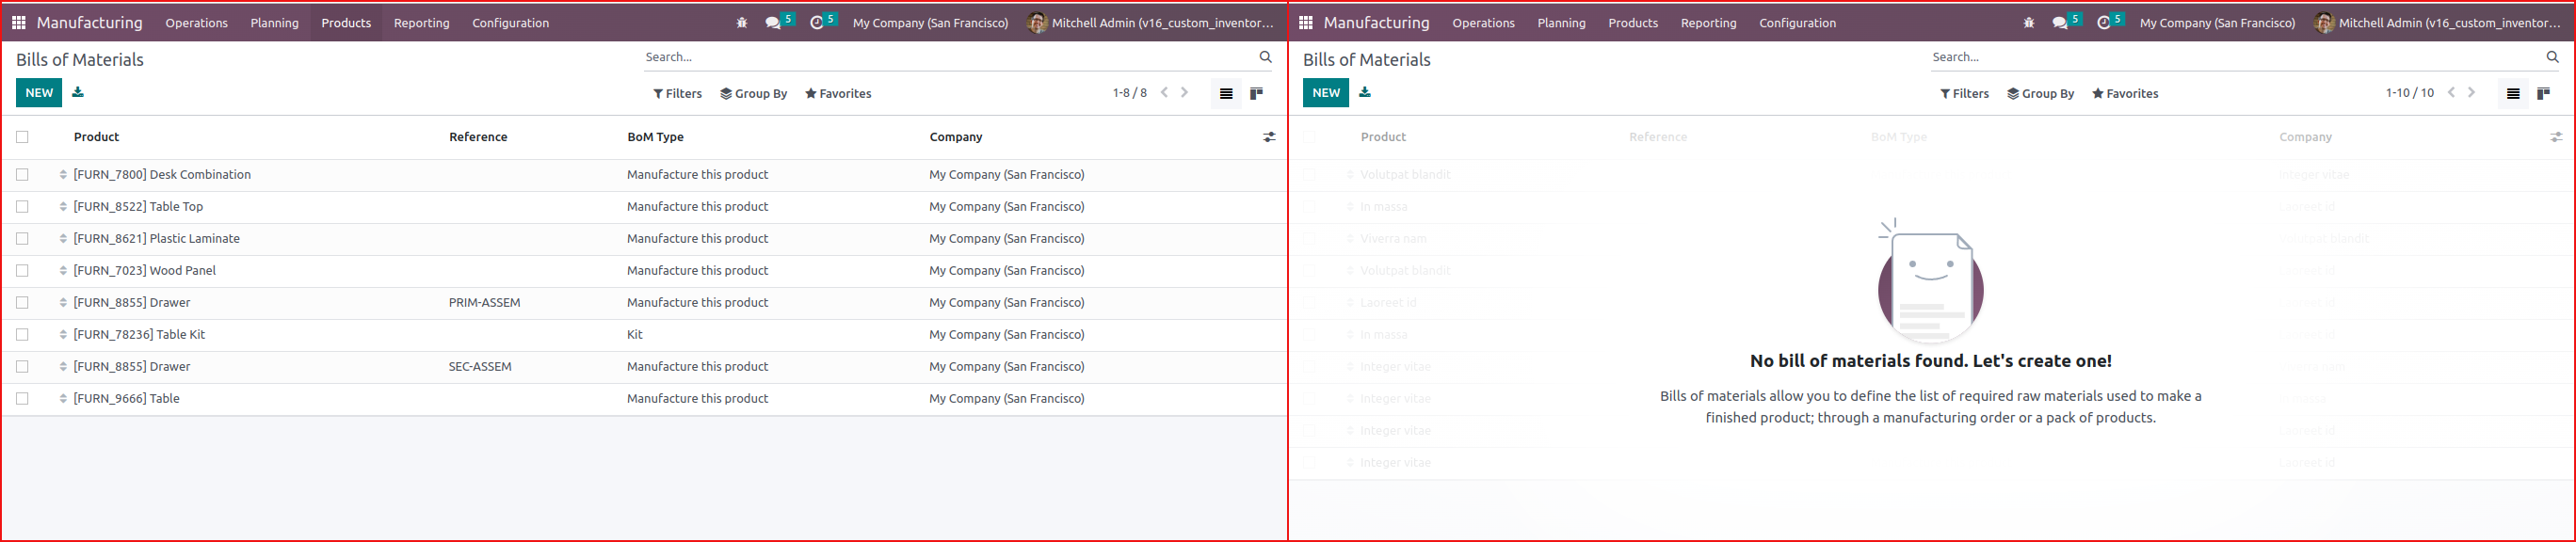 Manufacturing Operations Planning Products Reporting Configuration 5 5 My Company (San Francisco) Mitchell Admin (v16_custom_inventor...
Bills of Materials Search...
NEW Filters Group By Favorites 1-8 / 8
Product Reference BoM Type Company
[FURN_7800] Desk Combination Manufacture this product My Company (San Francisco)
[FURN_8522] Table Top Manufacture this product My Company (San Francisco)
[FURN_8621] Plastic Laminate Manufacture this product My Company (San Francisco)
[FURN_7023] Wood Panel Manufacture this product My Company (San Francisco)
[FURN_8855] Drawer PRIM-ASSEM Manufacture this product My Company (San Francisco)
[FURN_78236] Table Kit Kit My Company (San Francisco)
[FURN_8855] Drawer SEC-ASSEM Manufacture this product My Company (San Francisco)
[FURN_9666] Table Manufacture this product My Company (San Francisco)
Manufacturing Operations Planning Products Reporting Configuration 5 5 My Company (San Francisco) Mitchell Admin (v16_custom_inventor...
Bills of Materials Search...
NEW Filters Group By Favorites 1-10 / 10
Product Reference BoM Type Company
Volutpat blandit Integer vitae
In massa Laoreet id
Viverra nam Volutpat blandit
Volutpat blandit Laoreet id
Laoreet id Laoreet id
In massa
Integer vitae
Integer vitae
Integer vitae Laoreet id
Integer vitae Laoreet id
No bill of materials found. Let's create one!
Bills of materials allow you to define the list of required raw materials used to make a
finished product; through a manufacturing order or a pack of products.